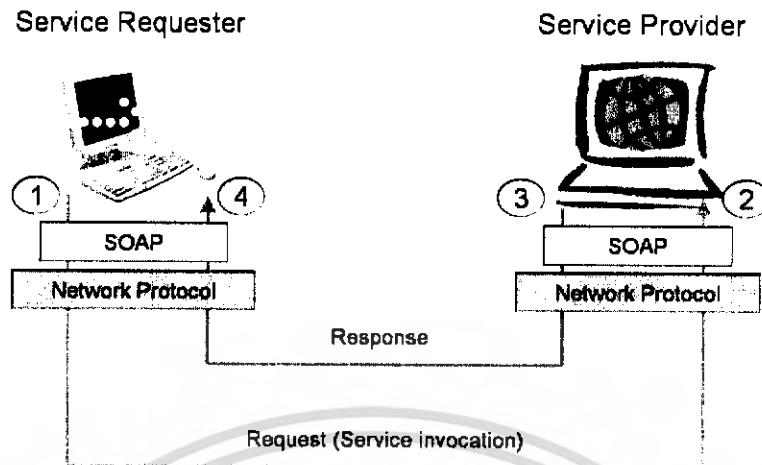 Service Requester
Service Provider
1
4
3
2
SOAP
SOAP
Network Protocol
Network Protocol
Response
Request (Service invocation)